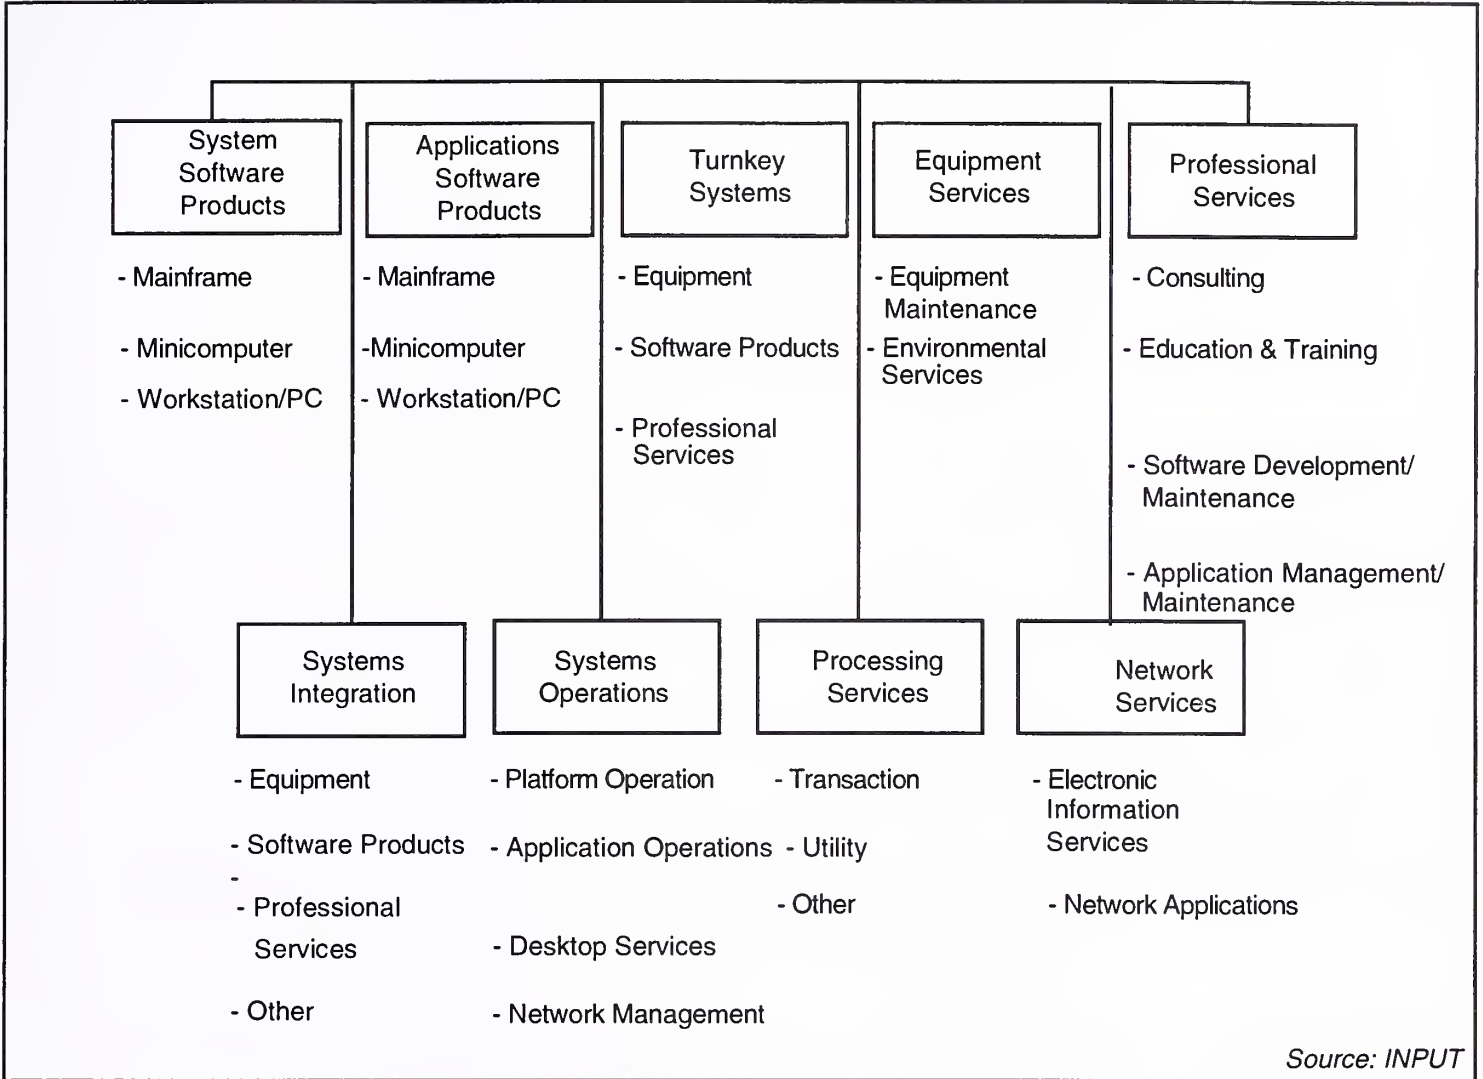 System
Software
Products
Applications
Software
Products
Turnkey
Systems
Equipment
Services
Professional
Services
- Mainframe
- Minicomputer
- Workstation/PC
- Mainframe
-Minicomputer
- Workstation/PC
- Equipment
- Software Products
- Professional
Services
- Equipment
Maintenance
- Environmental
Services
- Consulting
- Education & Training
- Software Development/
Maintenance
- Application Management/
Maintenance
Systems
Integration
Systems
Operations
Processing
Services
Network
Services
- Equipment
- Software Products
-
- Professional
Services
- Other
- Platform Operation
- Application Operations
- Desktop Services
- Network Management
- Transaction
- Utility
- Other
- Electronic
Information
Services
- Network Applications
Source: INPUT